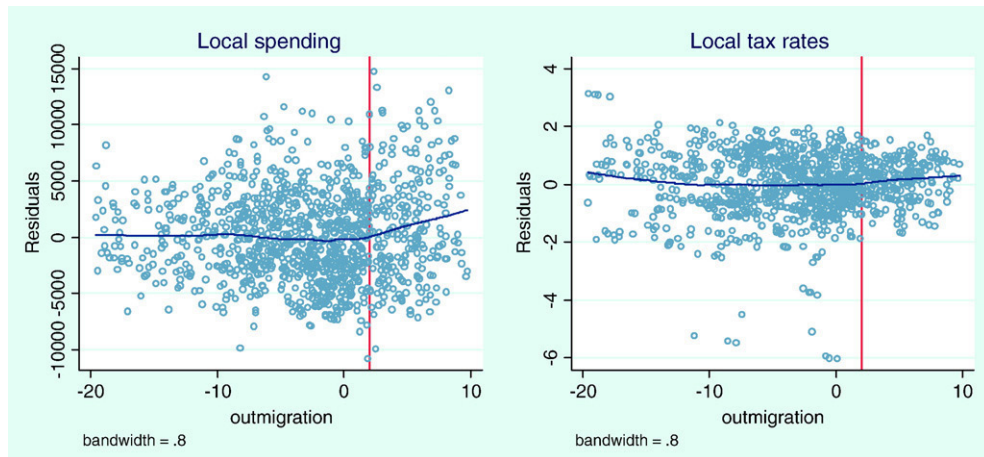 Local spending
Residuals
15000
10000
5000
0
-5000
-10000
-20
-10
0
10
outmigration
bandwidth = .8
Local tax rates
Residuals
4
2
0
-2
-4
-6
-20
-10
0
10
outmigration
bandwidth = .8